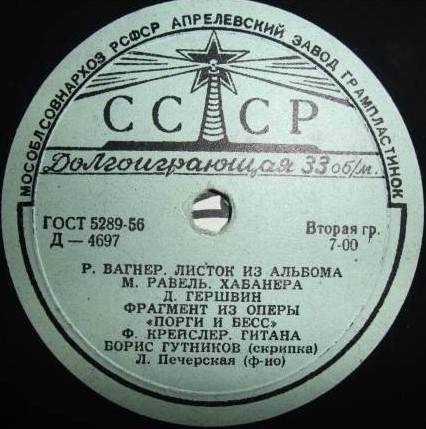 МОСОБЛСОВНАРХОЗ РСФСР АПРЕЛЕВСКИЙ ЗАВОД ГРАМПЛАСТИНОК
СССР
Долгоиграющая 33 об/м.
ГОСТ 5289-56
Д — 4697
Вторая гр.
7-00
Р. ВАГНЕР. ЛИСТОК ИЗ АЛЬБОМА
М. РАВЕЛЬ. ХАБАНЕРА
Д. ГЕРШВИН
ФРАГМЕНТ ИЗ ОПЕРЫ
«ПОРГИ И БЕСС»
Ф. КРЕЙСЛЕР. ГИТАНА
БОРИС ГУТНИКОВ (скрипка)
Л. Печерская (ф-но)